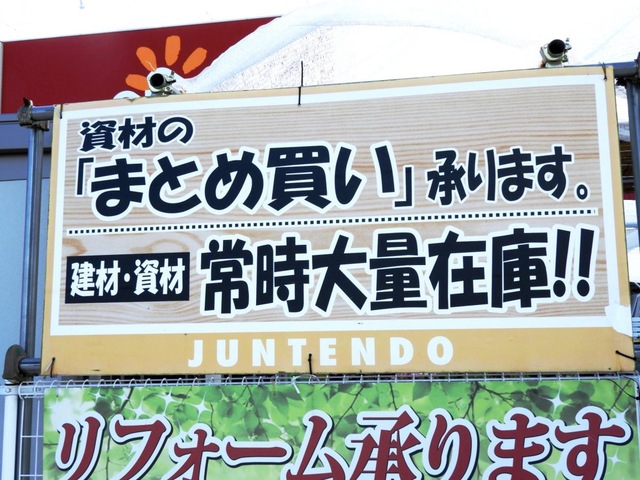 資材の
「まとめ買い」承ります。
建材・資材 常時大量在庫!!
JUNTENDO
リフォーム承ります